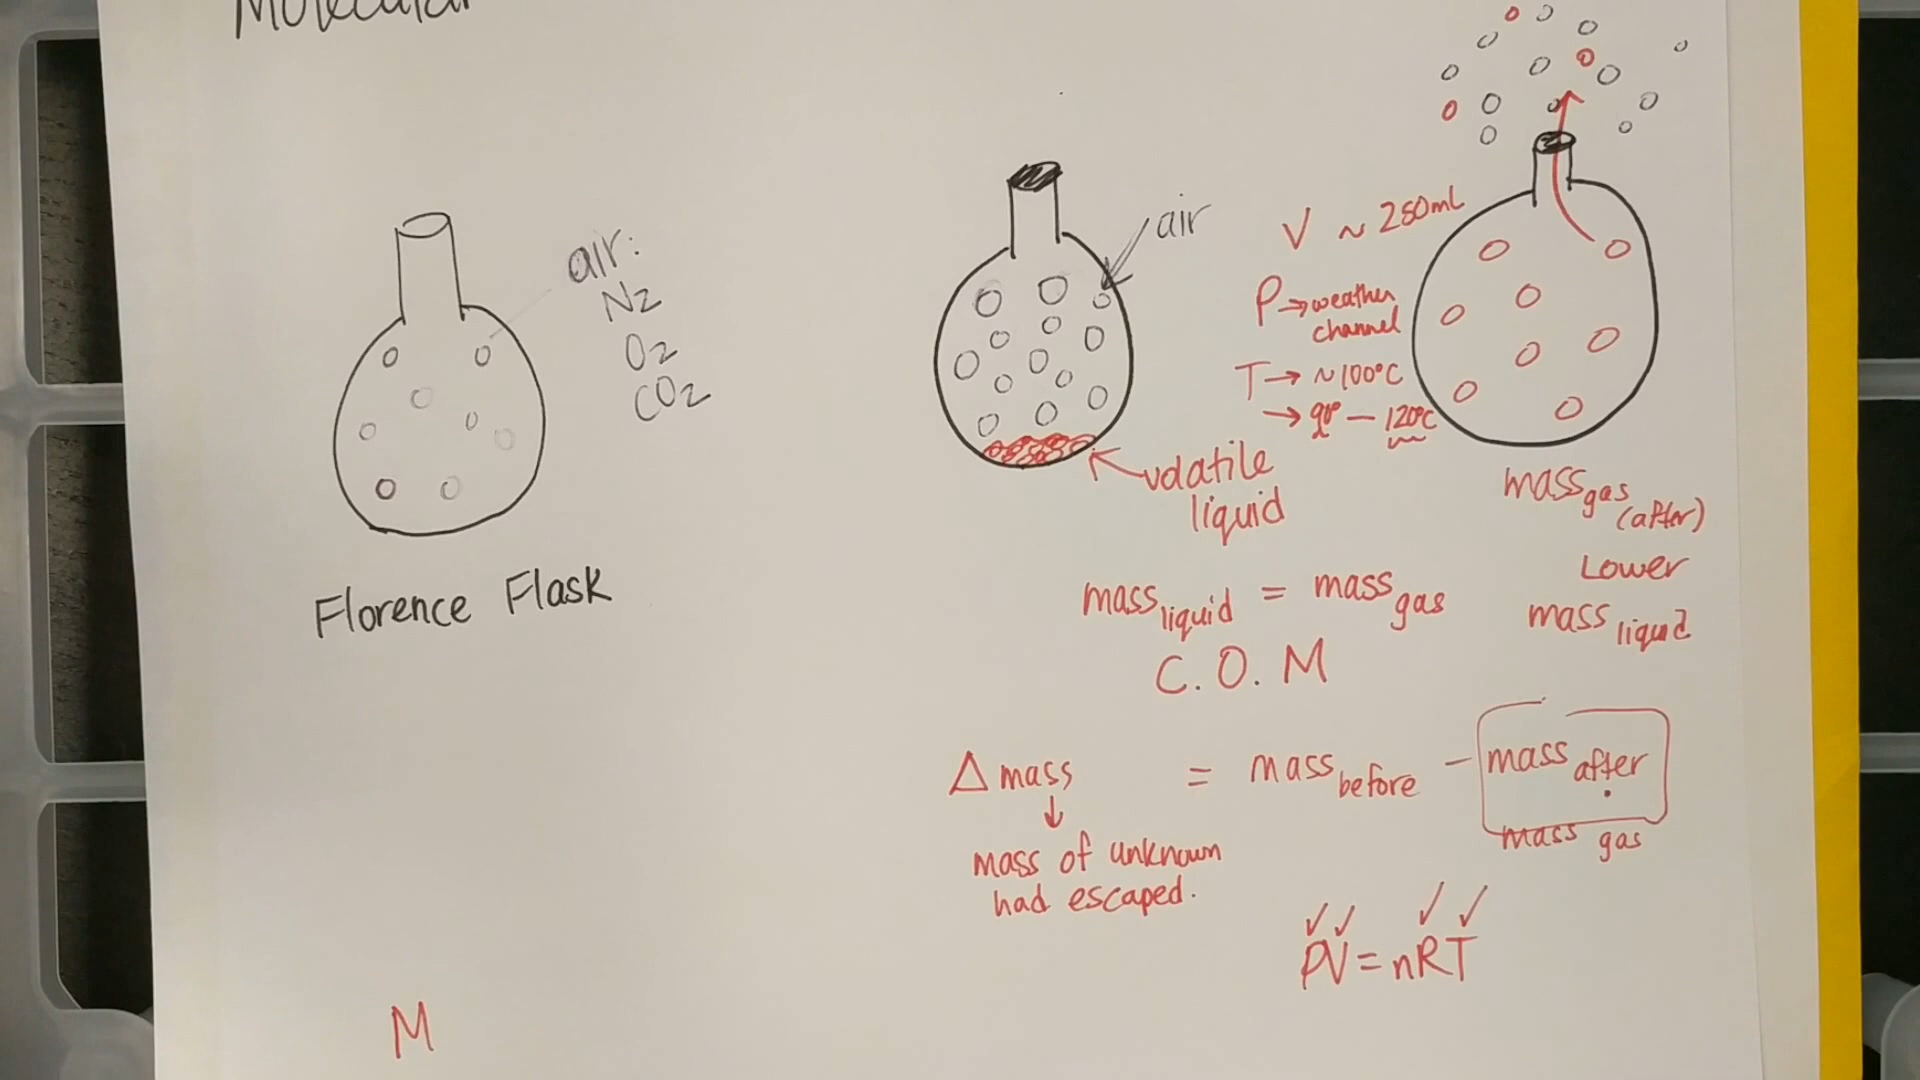 Molecular
air:
N2
O2
CO2
Florence Flask
air
volatile
liquid
V ~ 280mL
P → weather
channel
T → ~100°C
→ 90° – 120°C
mass gas (after)
Lower
mass liquid
mass liquid = mass gas
C.O.M
Δ mass = mass before – mass after
mass gas
↓
mass of unknown
had escaped.
✓ ✓ ✓ ✓
PV = nRT
M